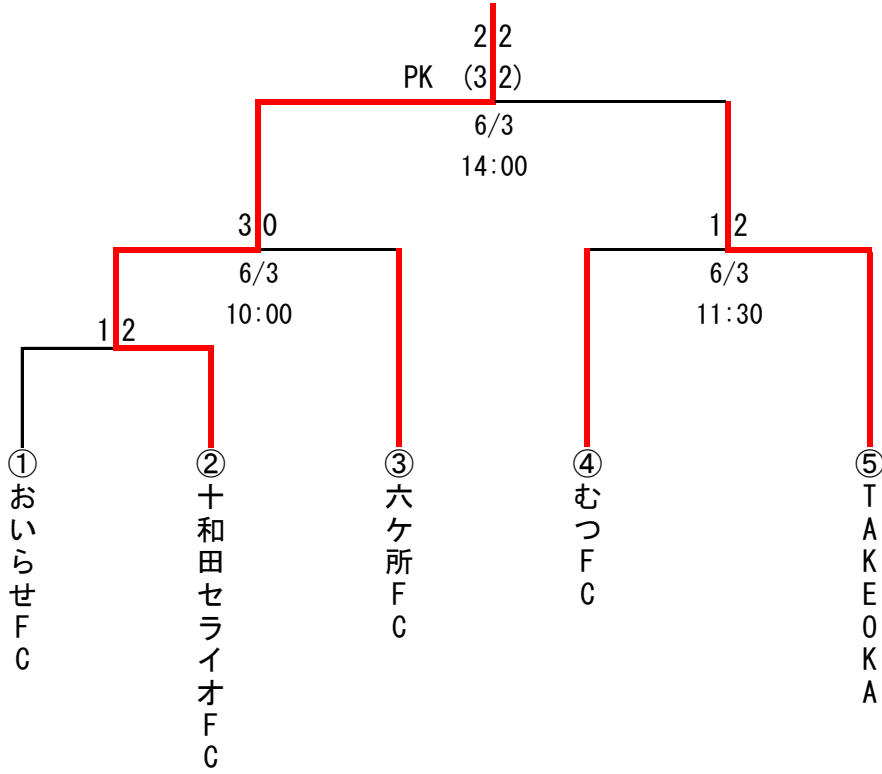 2 2
PK (3 2)
6/3
14:00
3 0
6/3
10:00
1 2
6/3
11:30
1 2
①おいらせFC
②十和田セライオFC
③六ケ所FC
④むつFC
⑤TAKEOKA